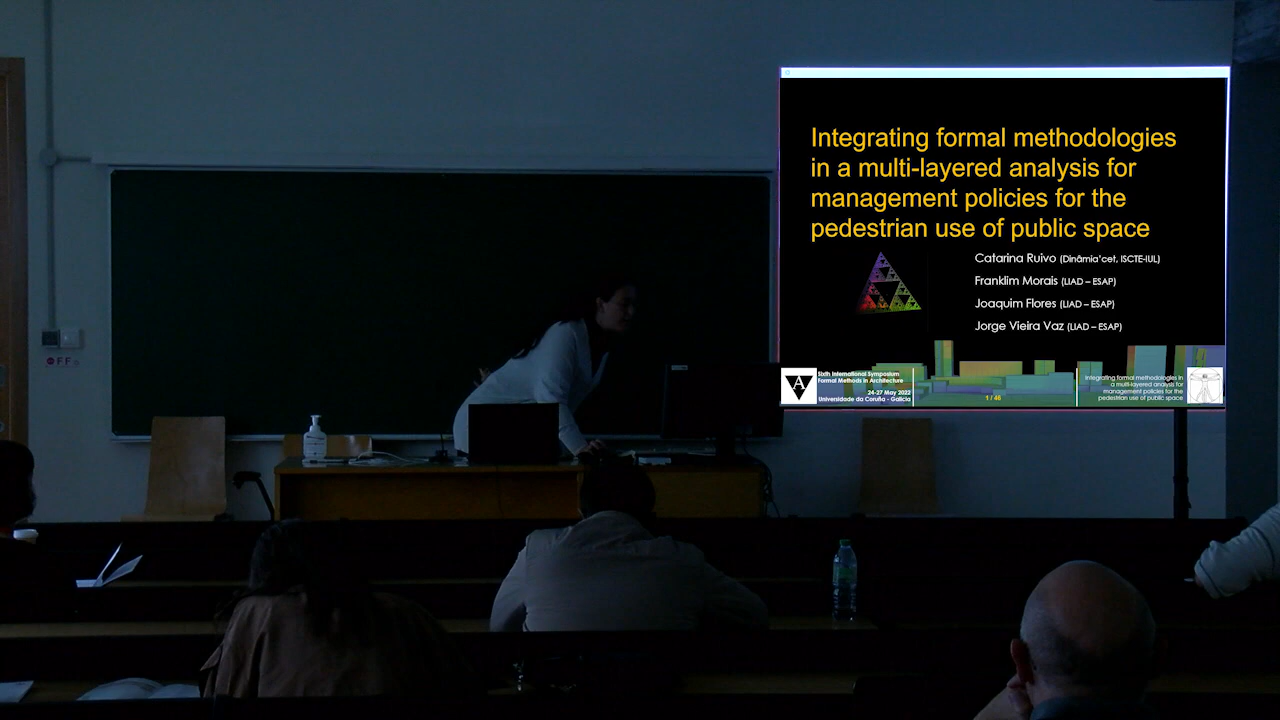 Integrating formal methodologies
in a multi-layered analysis for
management policies for the
pedestrian use of public space
Catarina Ruivo (Dinâmia'cet, ISCTE-IUL)
Franklim Morais (LIAD – ESAP)
Joaquim Flores (LIAD – ESAP)
Jorge Vieira Vaz (LIAD – ESAP)
A
Sixth International Symposium
Formal Methods in Architecture
24-27 May 2022
Universidade da Coruña - Galicia
1 / 46
Integrating formal methodologies in
a multi-layered analysis for
management policies for the
pedestrian use of public space
OFF